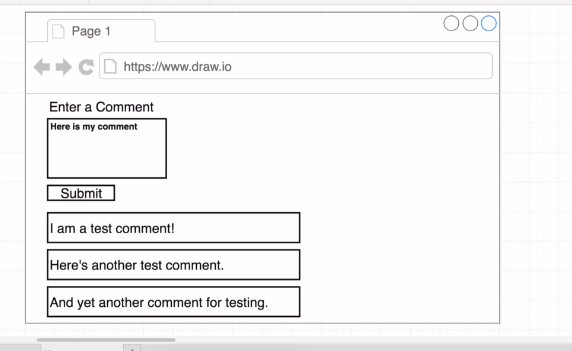 Page 1
https://www.draw.io
Enter a Comment
Here is my comment
Submit
I am a test comment!
Here's another test comment.
And yet another comment for testing.